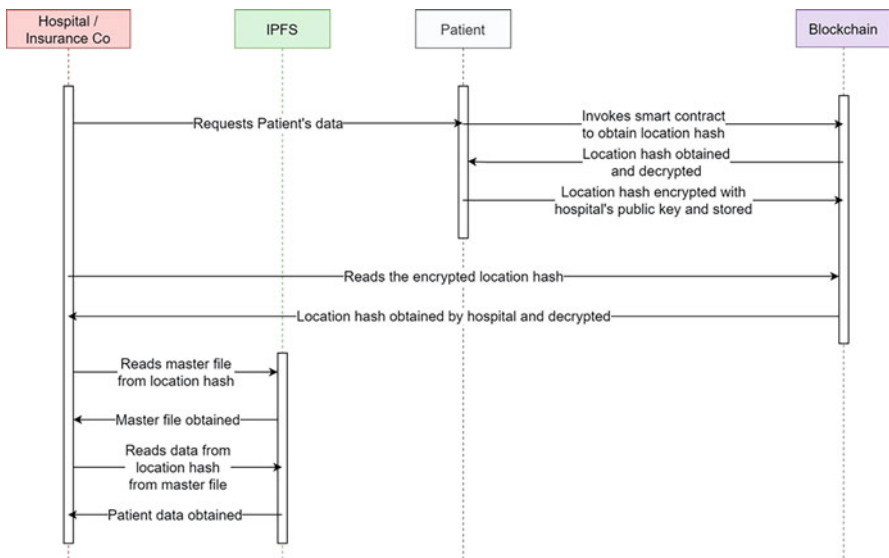 Hospital /
Insurance Co
IPFS
Patient
Blockchain
Requests Patient's data
Invokes smart contract
to obtain location hash
Location hash obtained
and decrypted
Location hash encrypted with
hospital's public key and stored
Reads the encrypted location hash
Location hash obtained by hospital and decrypted
Reads master file
from location hash
Master file obtained
Reads data from
location hash
from master file
Patient data obtained